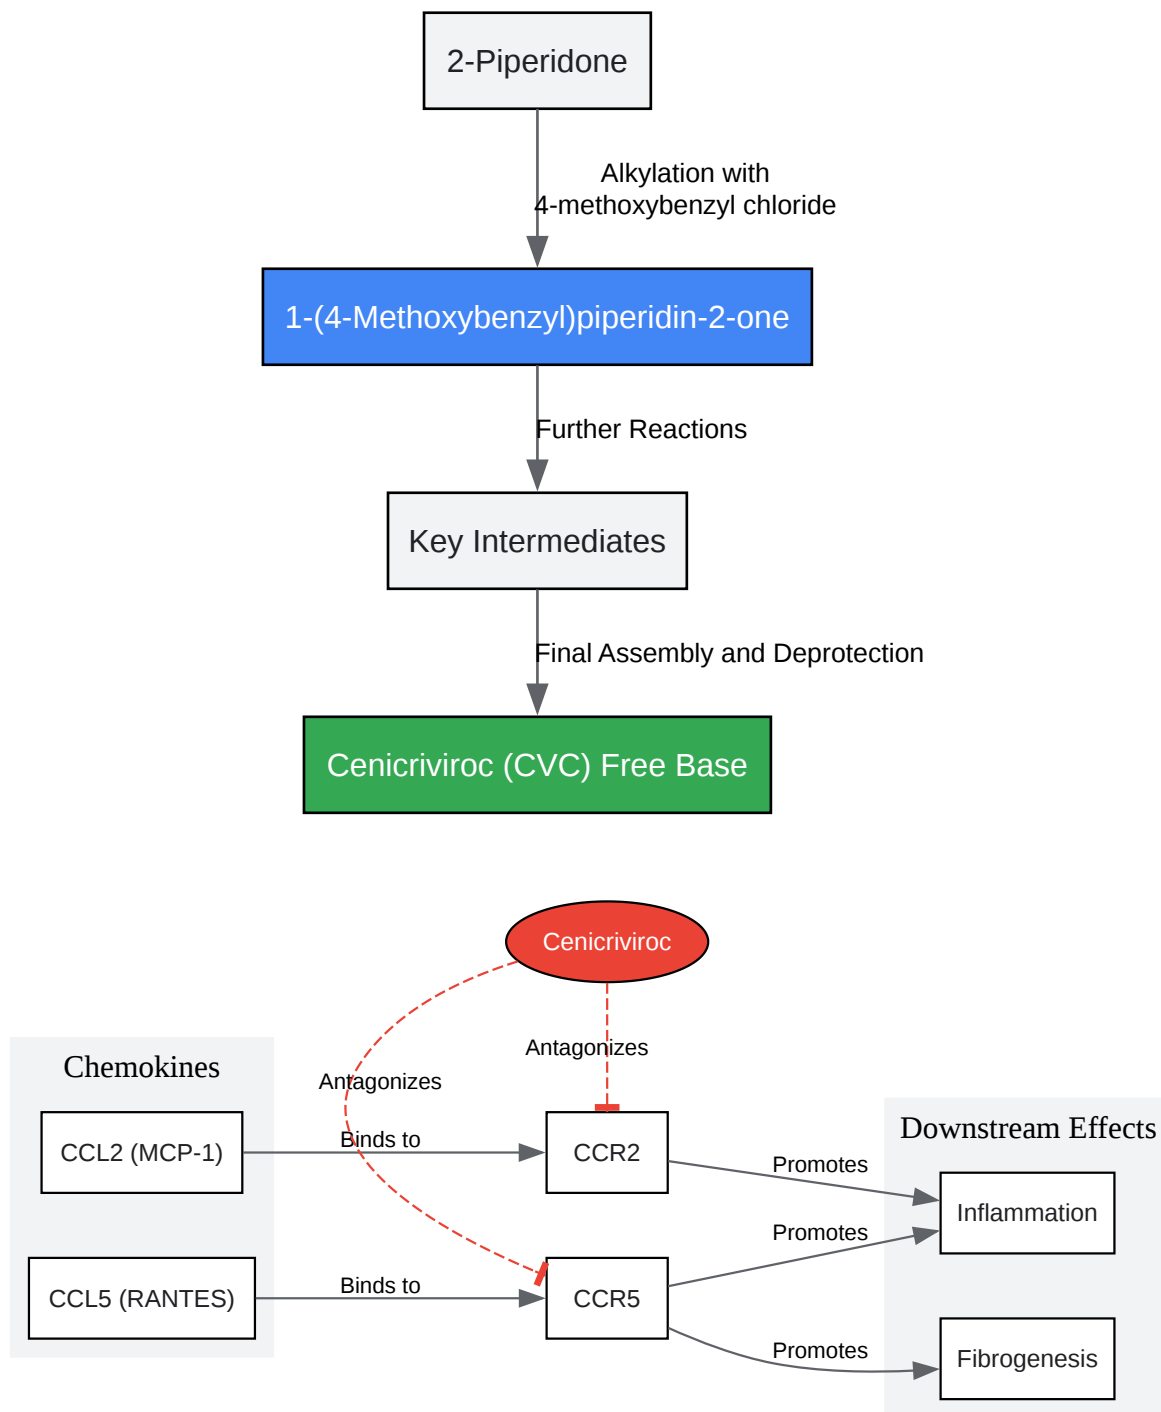 2-Piperidone
Alkylation with
4-methoxybenzyl chloride
1-(4-Methoxybenzyl)piperidin-2-one
Further Reactions
Key Intermediates
Final Assembly and Deprotection
Cenicriviroc (CVC) Free Base
Cenicriviroc
Antagonizes
Antagonizes
Chemokines
CCL2 (MCP-1)
Binds to
CCR2
Promotes
Downstream Effects
Inflammation
Promotes
CCL5 (RANTES)
Binds to
CCR5
Promotes
Fibrogenesis